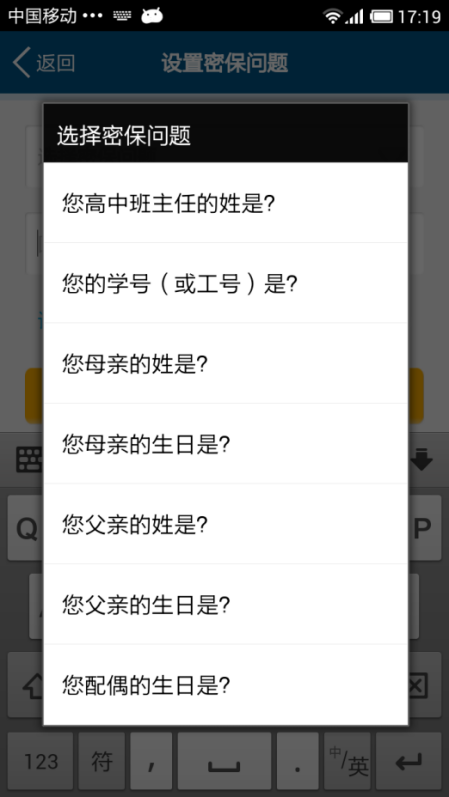 中国移动 ••• 17:19
返回 设置密保问题
选择密保问题
您高中班主任的姓是?
您的学号（或工号）是?
您母亲的姓是?
您母亲的生日是?
您父亲的姓是?
您父亲的生日是?
您配偶的生日是?
Q P
123 符 , . 中/英